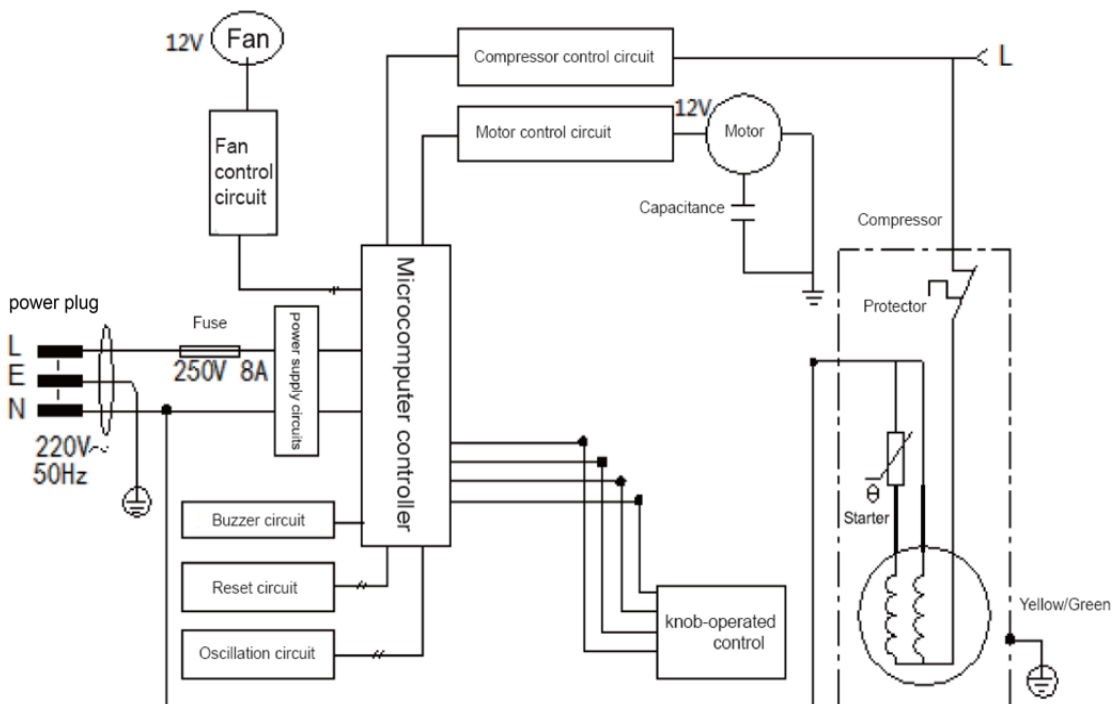 12V
Fan
Compressor control circuit
L
12V
Motor control circuit
Motor
Fan
control
circuit
Capacitance
Compressor
Microcomputer controller
power plug
Fuse
Protector
L
E
N
250V 8A
Power supply circuits
220V~
50Hz
Starter
θ
Buzzer circuit
Reset circuit
knob-operated
control
Yellow/Green
Oscillation circuit